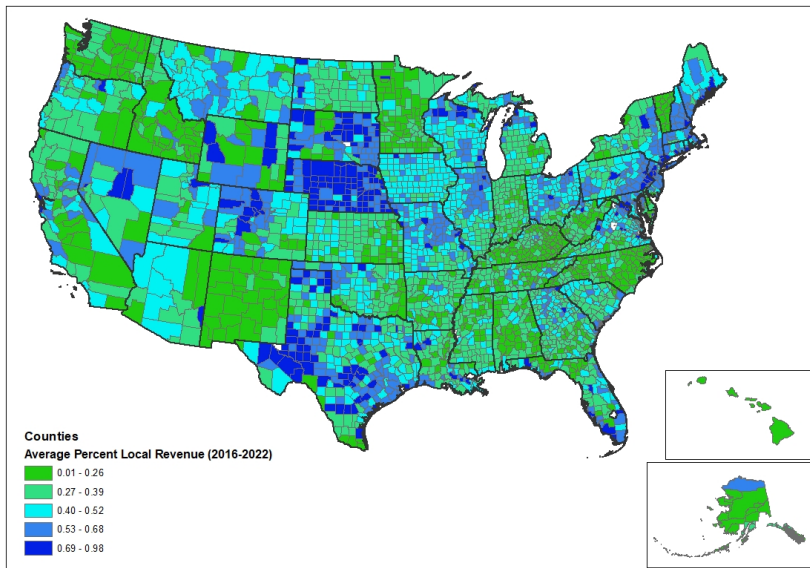 Counties
Average Percent Local Revenue (2016-2022)
0.01 - 0.26
0.27 - 0.39
0.40 - 0.52
0.53 - 0.68
0.69 - 0.98